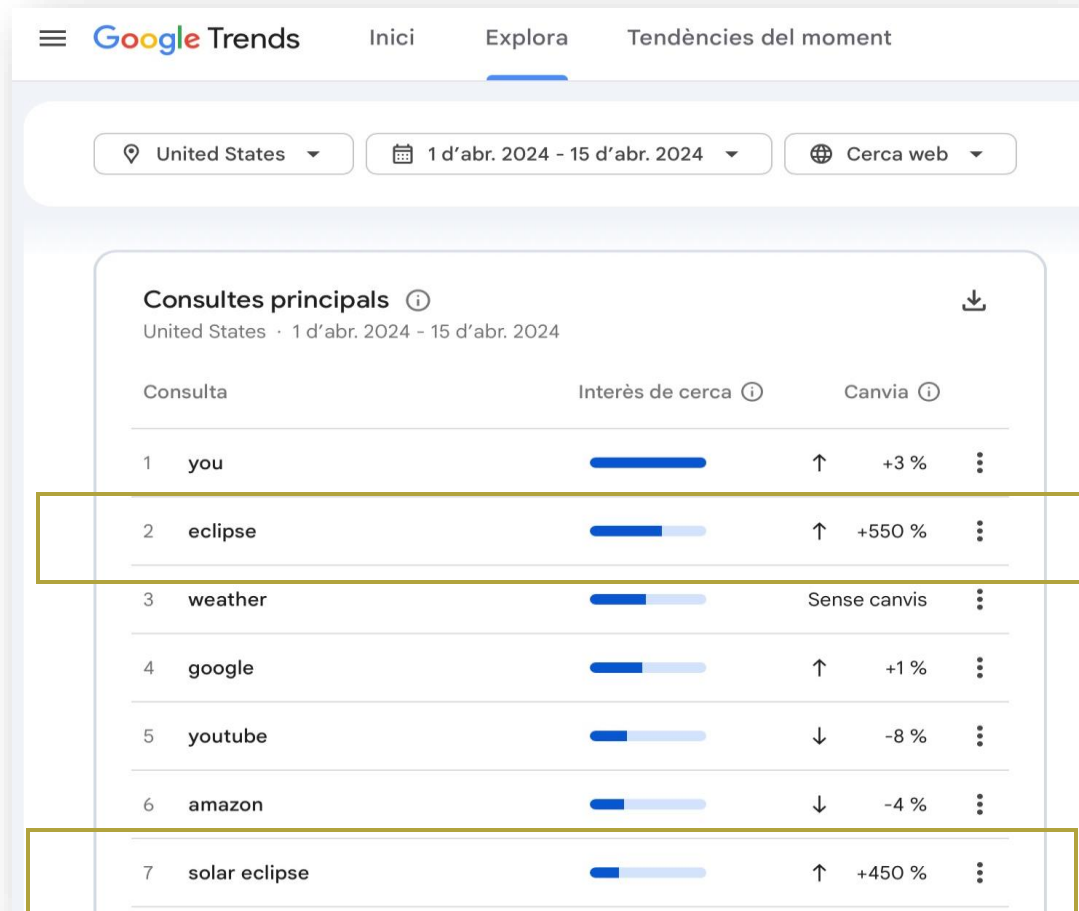 Google Trends Inici Explora Tendències del moment
United States 1 d’abr. 2024 - 15 d’abr. 2024 Cerca web
Consultes principals
United States · 1 d’abr. 2024 - 15 d’abr. 2024
Consulta Interès de cerca Canvia
1 you +3 %
2 eclipse +550 %
3 weather Sense canvis
4 google +1 %
5 youtube -8 %
6 amazon -4 %
7 solar eclipse +450 %